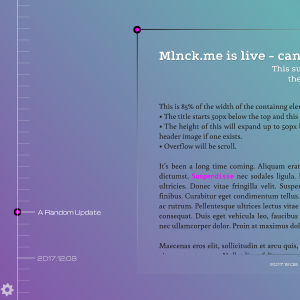 M1nck.me is live - can
This su
the
This is 85% of the width of the containng eler
• The title starts 50px below the top and this
• The height of this will expand up to 90px
header image if one exists.
• Overflow will be scroll.
It's been a long time coming. Aliquam erat
dictumst. Suspendisse nec sodales ligula.
ultricies. Donec vitae fringilla velit. Suspe
finibus. Curabitur eget condimentum tellus.
ac rutrum. Pellentesque ultrices lectus vitae
consequat. Duis eget vehicula leo, faucibus
nec ullamcorper dolor. Proin at maximus dol
Maecenas eros elit, sollicitudin et arcu quis,
A Random Update
2017.12.08